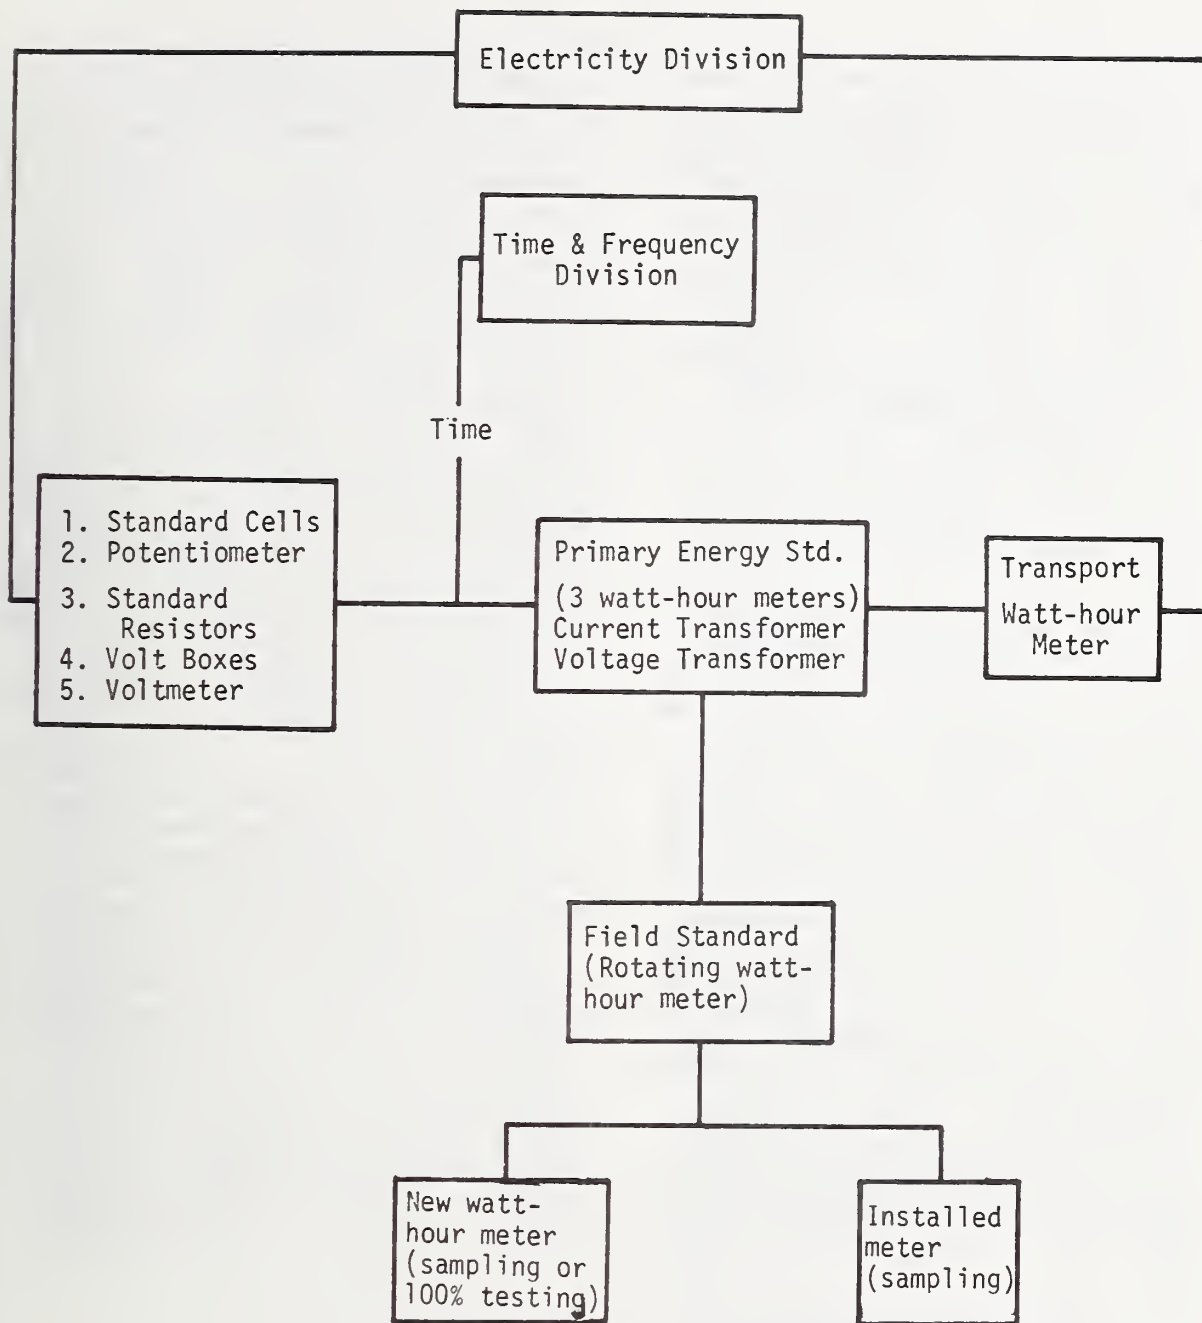 Electricity Division
Time & Frequency
Division
Time
1. Standard Cells
2. Potentiometer
3. Standard
Resistors
4. Volt Boxes
5. Voltmeter
Primary Energy Std.
(3 watt-hour meters)
Current Transformer
Voltage Transformer
Transport
Watt-hour
Meter
Field Standard
(Rotating watt-
hour meter)
New watt-
hour meter
(sampling or
100% testing)
Installed
meter
(sampling)